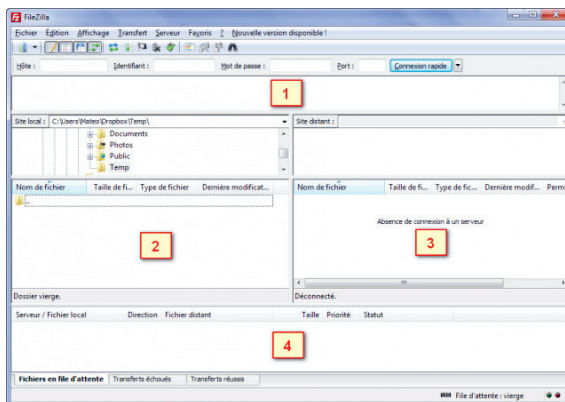 FileZilla
Fichier Édition Affichage Transfert Serveur Favoris ? Nouvelle version disponible !
Hôte : Identifiant : Mot de passe : Port : Connexion rapide
1
Site local : C:\Users\Mateo\Dropbox\Temp\
Site distant :
Documents
Photos
Public
Temp
Nom de fichier Taille de fi... Type de fichier Dernière modificat...
Nom de fichier Taille de fi... Type de fic... Dernière modif... Permi
..
Absence de connexion à un serveur
2
3
Dossier vierge.
Déconnecté.
Serveur / Fichier local Direction Fichier distant Taille Priorité Statut
4
Fichiers en file d'attente Transferts échoués Transferts réussis
File d'attente : vierge